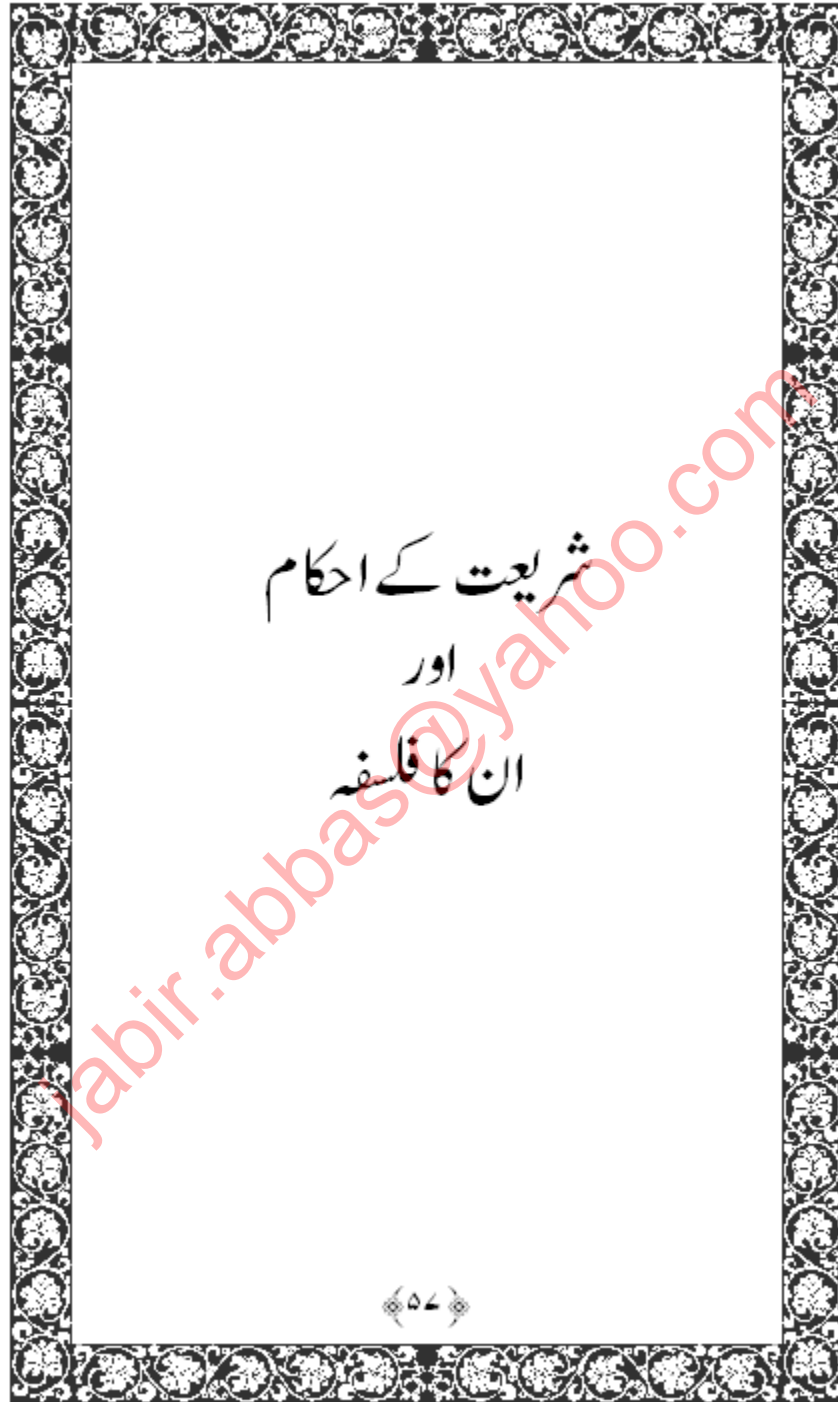 شریعت کے احکام
اور
ان کا فلسفہ
jabir.abbas@yahoo.com
﴿۵۷﴾